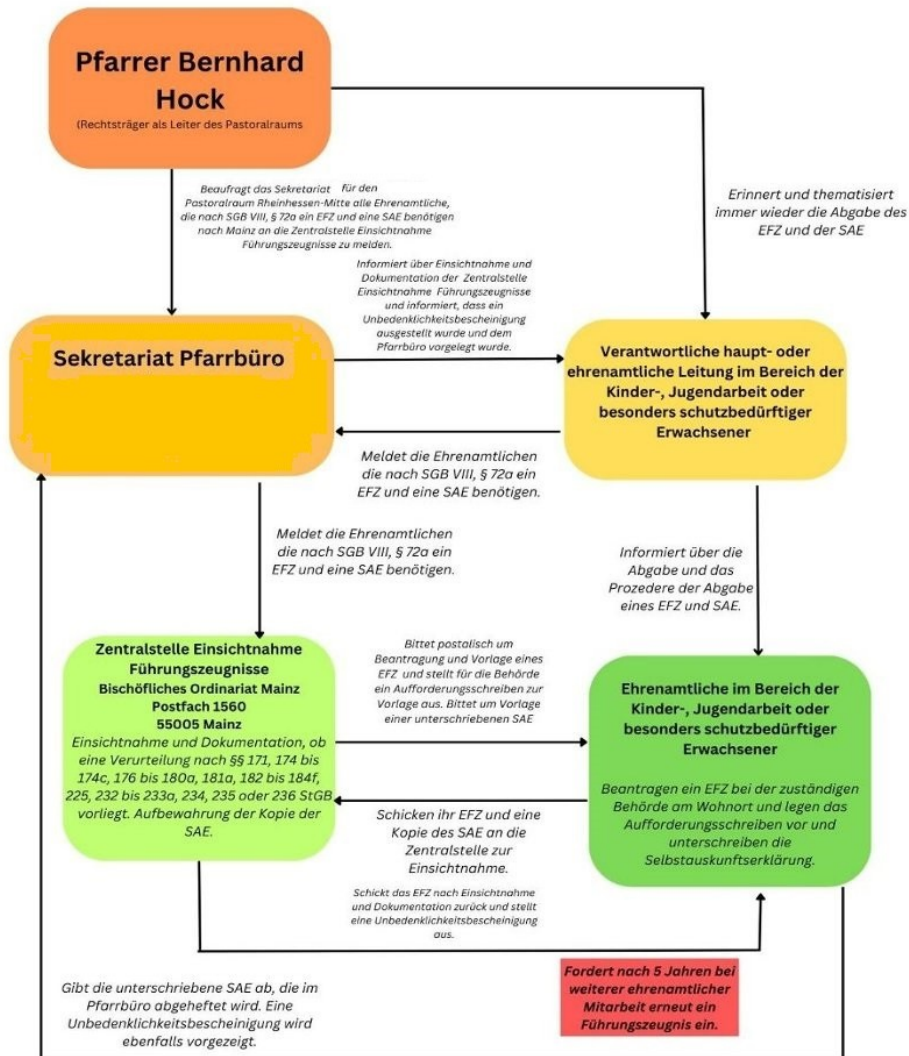 Pfarrer Bernhard
Hock
(Rechtsträger als Leiter des Pastoralraums
Beaufragt das Sekretariat für den
Pastoralraum Rheinhessen-Mitte alle Ehrenamtliche,
die nach SGB VIII, § 72a ein EFZ und eine SAE benötigen
nach Mainz an die Zentralstelle Einsichtnahme
Führungszeugnisse zu melden.
Erinnert und thematisiert
immer wieder die Abgabe des
EFZ und der SAE
Informiert über Einsichtnahme und
Dokumentation der Zentralstelle
Einsichtnahme Führungszeugnisse
und informiert, dass ein
Unbedenklichkeitsbescheinigung
ausgestellt wurde und dem
Pfarrbüro vorgelegt wurde.
Sekretariat Pfarrbüro
Verantwortliche haupt- oder
ehrenamtliche Leitung im Bereich der
Kinder-, Jugendarbeit oder
besonders schutzbedürftiger
Erwachsener
Meldet die Ehrenamtlichen
die nach SGB VIII, § 72a ein
EFZ und eine SAE benötigen.
Meldet die Ehrenamtlichen
die nach SGB VIII, § 72a ein
EFZ und eine SAE benötigen.
Informiert über die
Abgabe und das
Prozedere der Abgabe
eines EFZ und SAE.
Zentralstelle Einsichtnahme
Führungszeugnisse
Bischöfliches Ordinariat Mainz
Postfach 1560
55005 Mainz
Einsichtnahme und Dokumentation, ob
eine Verurteilung nach §§ 171, 174 bis
174c, 176 bis 180a, 181a, 182 bis 184f,
225, 232 bis 233a, 234, 235 oder 236 StGB
vorliegt. Aufbewahrung der Kopie der
SAE.
Bittet postalisch um
Beantragung und Vorlage eines
EFZ und stellt für die Behörde
ein Aufforderungsschreiben zur
Vorlage aus. Bittet um Vorlage
einer unterschriebenen SAE
Ehrenamtliche im Bereich der
Kinder-, Jugendarbeit oder
besonders schutzbedürftiger
Erwachsener
Beantragen ein EFZ bei der zuständigen
Behörde am Wohnort und legen das
Aufforderungsschreiben vor und
unterschreiben die
Selbstauskunftserklärung.
Schicken ihr EFZ und eine
Kopie des SAE an die
Zentralstelle zur
Einsichtnahme.
Schickt das EFZ nach Einsichtnahme
und Dokumentation zurück und stellt
eine Unbedenklichkeitsbescheinigung
aus.
Fordert nach 5 Jahren bei
weiterer ehrenamtlicher
Mitarbeit erneut ein
Führungszeugnis ein.
Gibt die unterschriebene SAE ab, die im
Pfarrbüro abgeheftet wird. Eine
Unbedenklichkeitsbescheinigung wird
ebenfalls vorgezeigt.